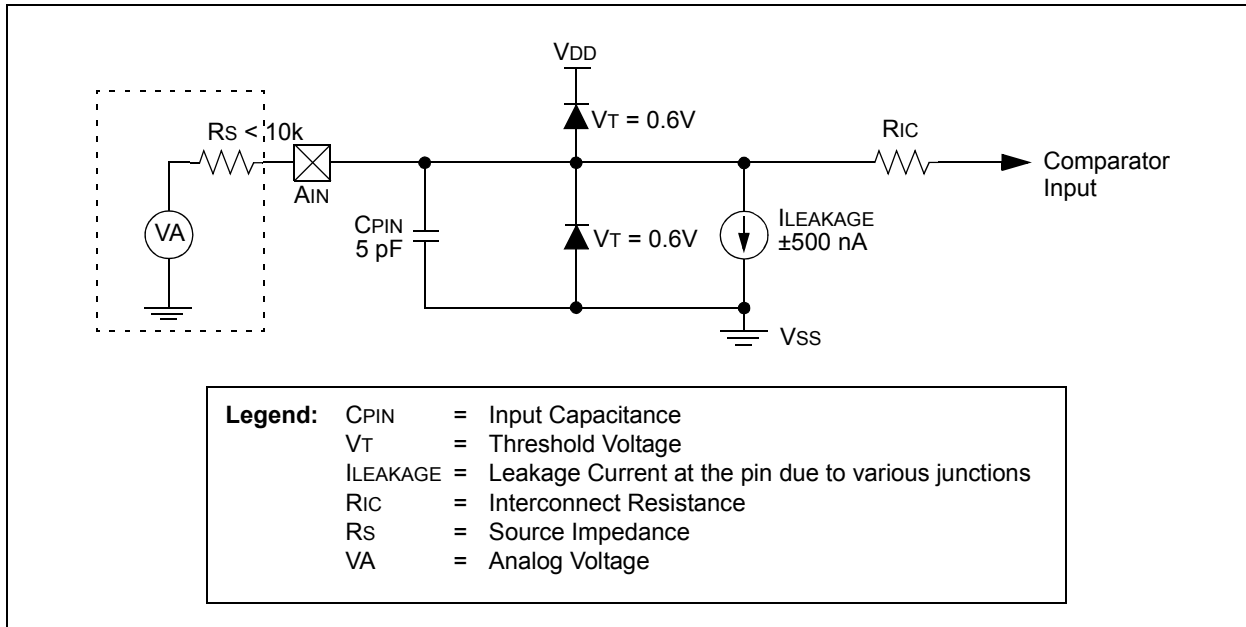 VDD
VT = 0.6V
RS < 10k
RIC
AIN
Comparator
Input
VA
CPIN
5 pF
VT = 0.6V
ILEAKAGE
±500 nA
VSS
Legend: CPIN = Input Capacitance
VT = Threshold Voltage
ILEAKAGE = Leakage Current at the pin due to various junctions
RIC = Interconnect Resistance
RS = Source Impedance
VA = Analog Voltage